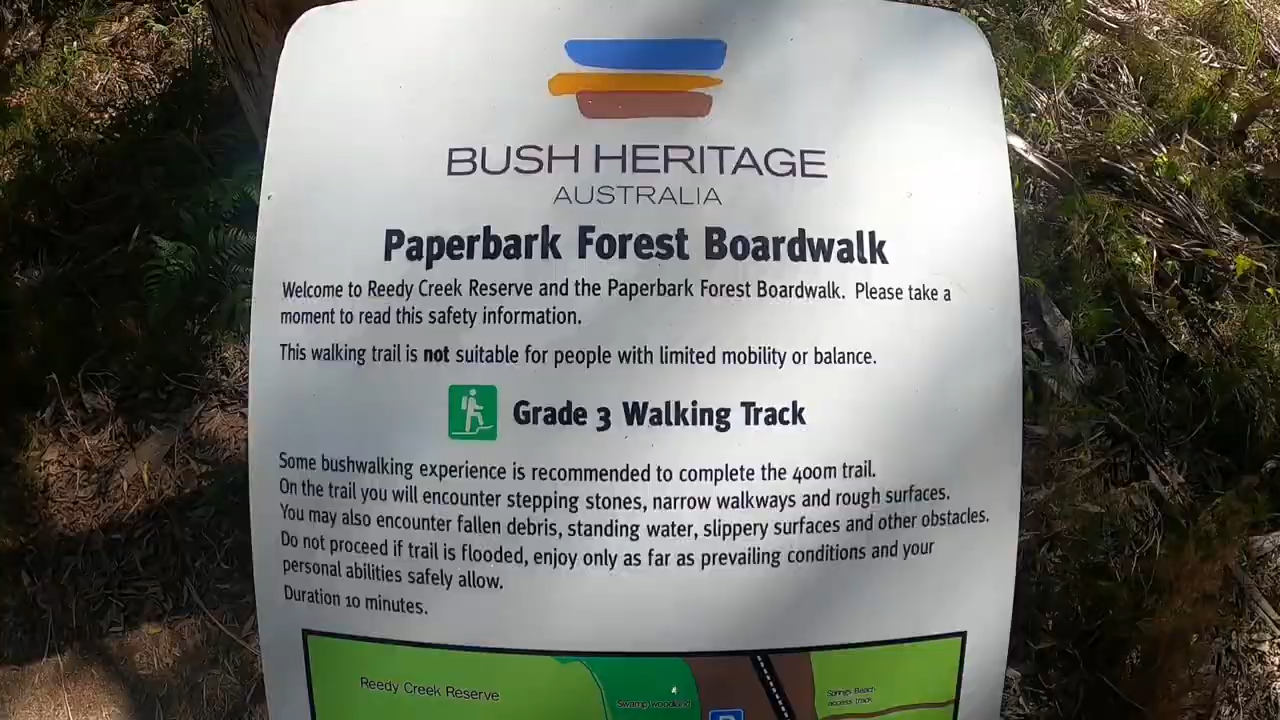 BUSH HERITAGE
AUSTRALIA
Paperbark Forest Boardwalk
Welcome to Reedy Creek Reserve and the Paperbark Forest Boardwalk. Please take a
moment to read this safety information.
This walking trail is not suitable for people with limited mobility or balance.
Grade 3 Walking Track
Some bushwalking experience is recommended to complete the 400m trail.
On the trail you will encounter stepping stones, narrow walkways and rough surfaces.
You may also encounter fallen debris, standing water, slippery surfaces and other obstacles.
Do not proceed if trail is flooded, enjoy only as far as prevailing conditions and your
personal abilities safely allow.
Duration 10 minutes.
Reedy Creek Reserve
Swamp woodland
Springs Beach
access track